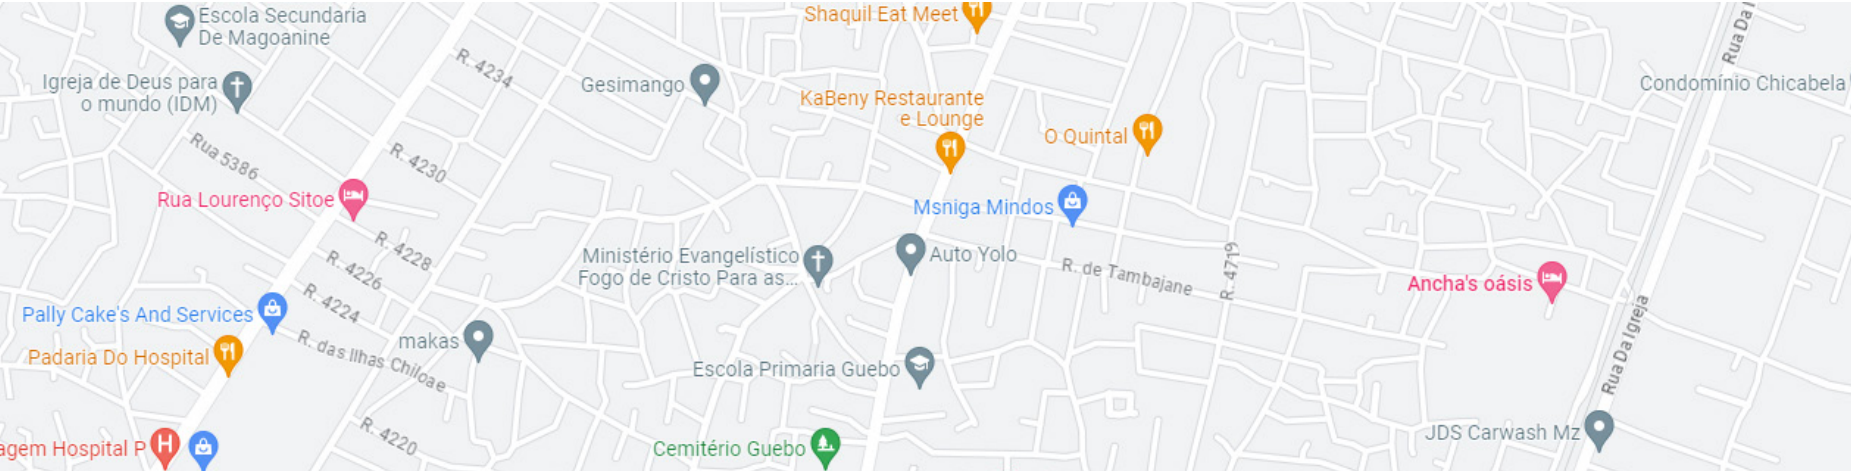 Escola Secundaria
De Magoanine
Shaquil Eat Meet
Rua Da I
R. 4234
Igreja de Deus para
o mundo (IDM)
Gesimango
Condomínio Chicabela
KaBeny Restaurante
e Lounge
O Quintal
Rua 5386
R. 4230
Rua Lourenço Sitoe
Msniga Mindos
R. 4228
Ministério Evangelístico
Fogo de Cristo Para as...
Auto Yolo
R. 4226
R. de Tambajane
R. 4719
Ancha's oásis
R. 4224
Pally Cake's And Services
Rua Da Igreja
makas
R. das Ilhas Chiloae
Padaria Do Hospital
Escola Primaria Guebo
R. 4220
JDS Carwash Mz
agem Hospital P
H
Cemitério Guebo